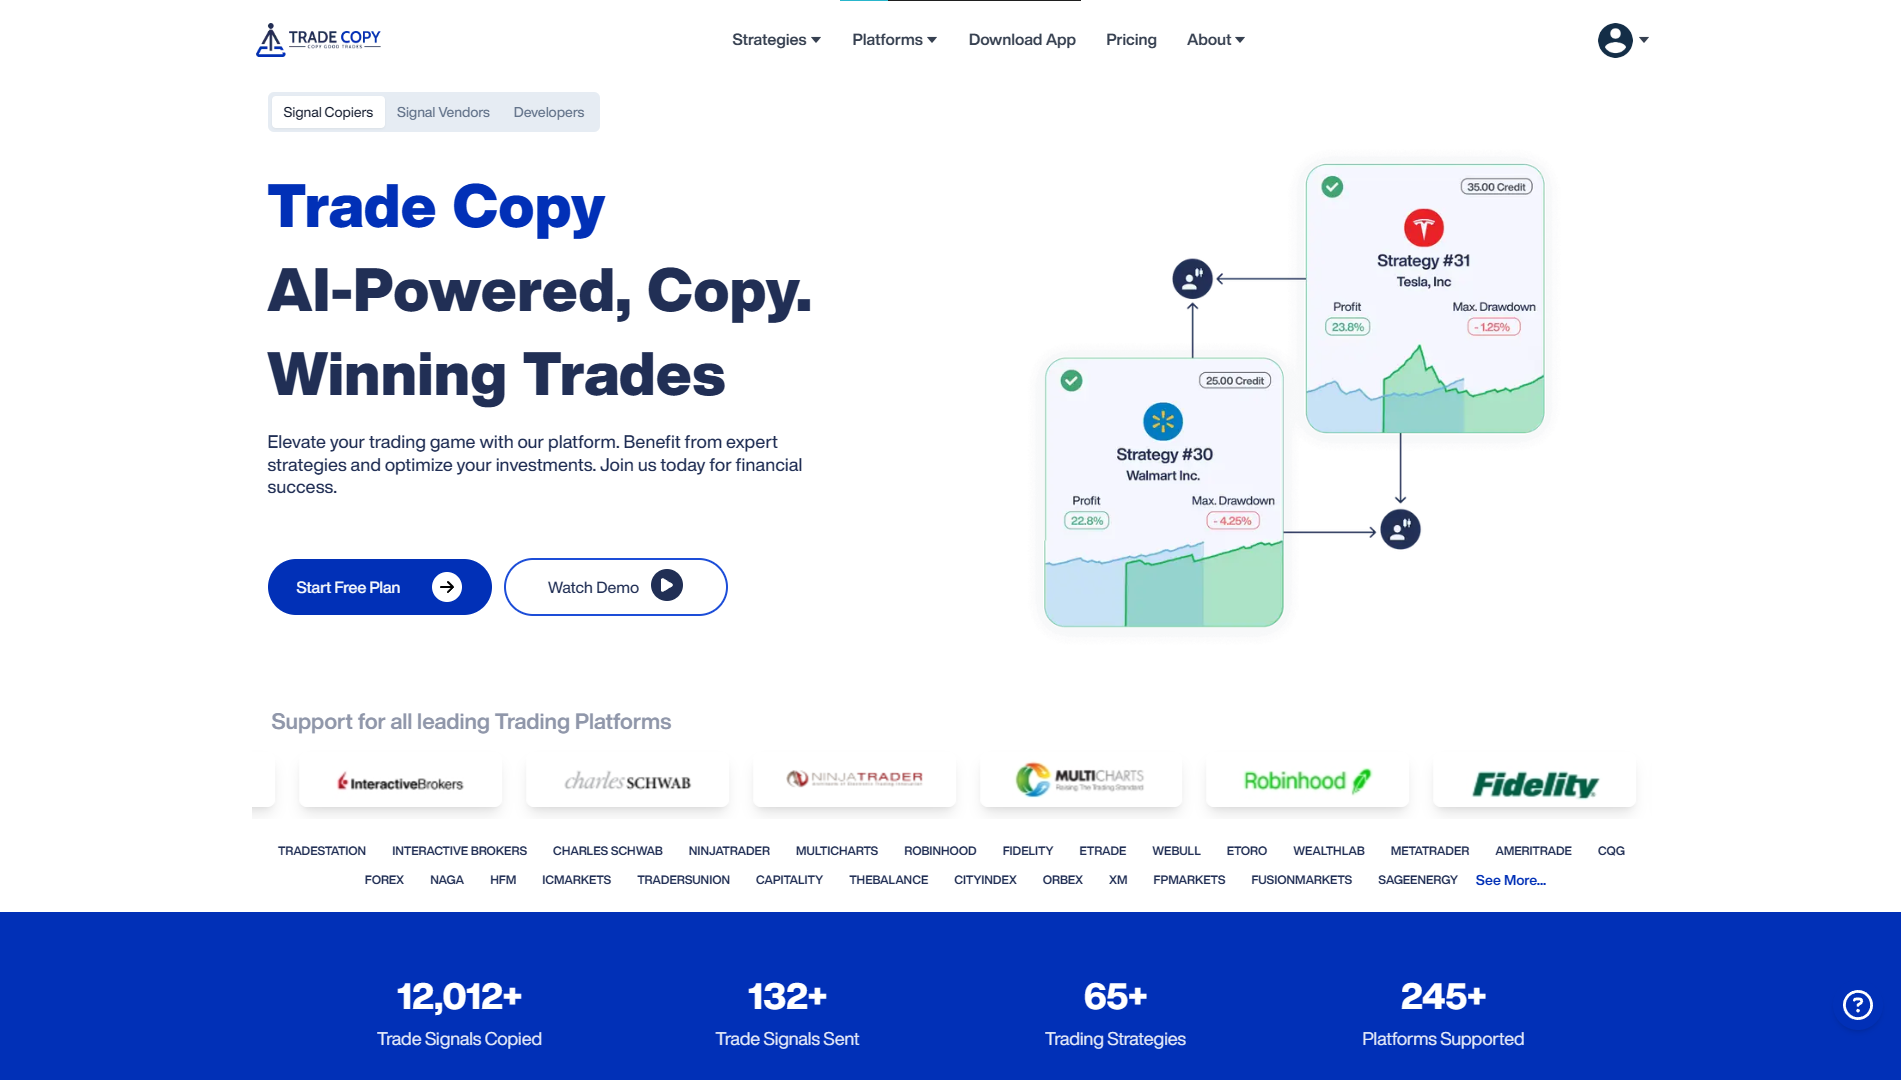 TRADE COPY
COPY GOOD TRADES
Strategies
Platforms
Download App
Pricing
About
Signal Copiers
Signal Vendors
Developers
Trade Copy
AI-Powered, Copy.
Winning Trades
Elevate your trading game with our platform. Benefit from expert
strategies and optimize your investments. Join us today for financial
success.
Start Free Plan
Watch Demo
35.00 Credit
Strategy #31
Tesla, Inc
Profit
Max. Drawdown
23.8%
- 1.25%
25.00 Credit
Strategy #30
Walmart Inc.
Profit
Max. Drawdown
22.8%
- 4.25%
Support for all leading Trading Platforms
InteractiveBrokers
charles SCHWAB
NINJATRADER
MULTICHARTS
Raising The Trading Standard
Robinhood
Fidelity
TRADESTATION INTERACTIVE BROKERS CHARLES SCHWAB NINJATRADER MULTICHARTS ROBINHOOD FIDELITY ETRADE WEBULL ETORO WEALTHLAB METATRADER AMERITRADE CQG
FOREX NAGA HFM ICMARKETS TRADERSUNION CAPITALITY THEBALANCE CITYINDEX ORBEX XM FPMARKETS FUSIONMARKETS SAGEENERGY See More...
12,012+
Trade Signals Copied
132+
Trade Signals Sent
65+
Trading Strategies
245+
Platforms Supported